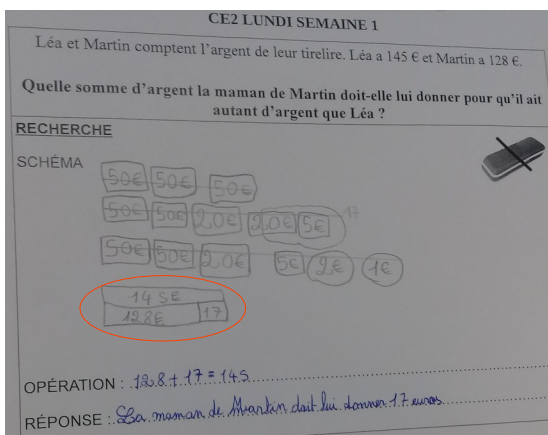 CE2 LUNDI SEMAINE 1
Léa et Martin comptent l'argent de leur tirelire. Léa a 145 € et Martin a 128 €.
Quelle somme d'argent la maman de Martin doit-elle lui donner pour qu'il ait
autant d'argent que Léa ?
RECHERCHE
SCHÉMA
50€ 50€ 50€
50€ 50€ 20€ 20€ 5€ 17
50€ 50€ 20€ 5€ 2€ 1€
145€
128€ 17
OPÉRATION : 128 + 17 = 145
RÉPONSE : La maman de Martin doit lui donner 17 euros